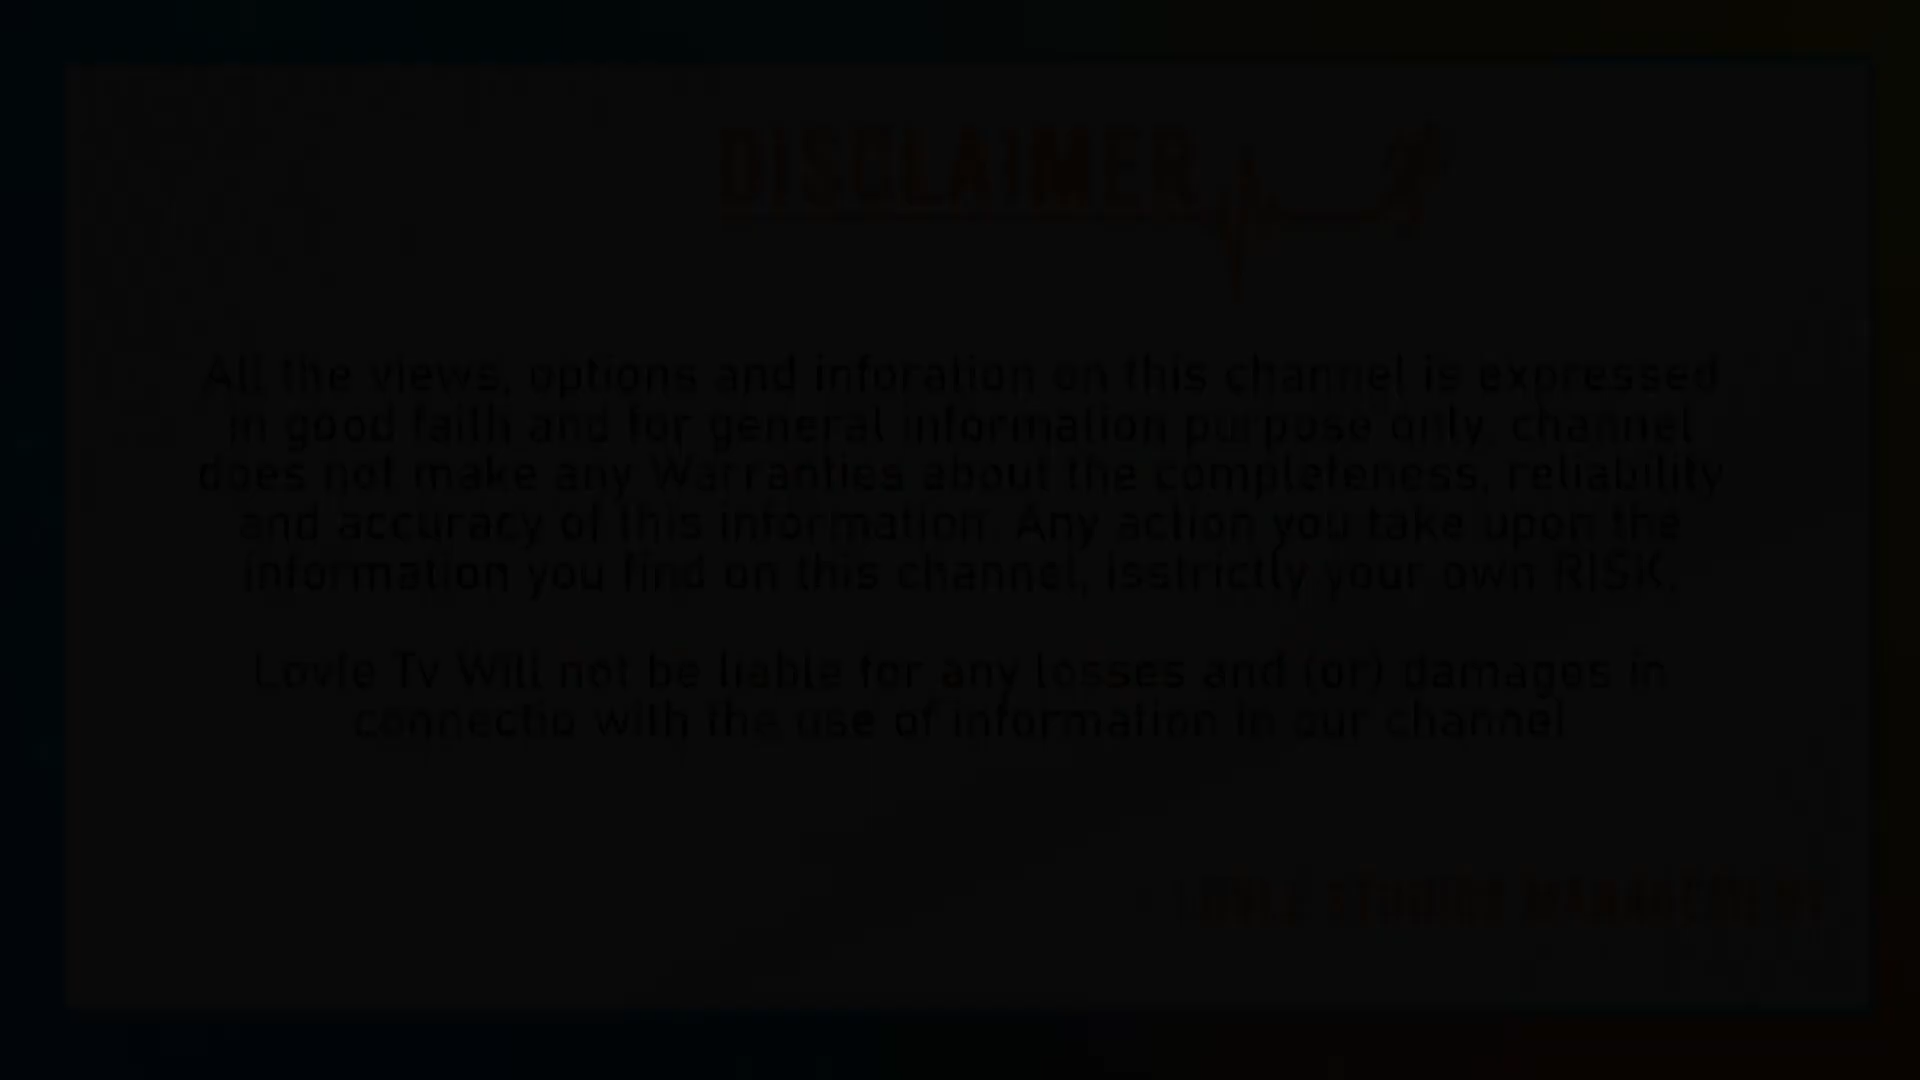 DISCLAIMER
All the views, options and inforation on this channel is expressed
in good faith and for general information purpose only, channel
does not make any Warranties about the completeness, reliability
and accuracy of this information. Any action you take upon the
information you find on this channel, isstrictly your own RISK.
Lovle Tv Will not be liable for any losses and (or) damages in
connectio with the use of information in our channel
STUDIOS MANAGEMENT